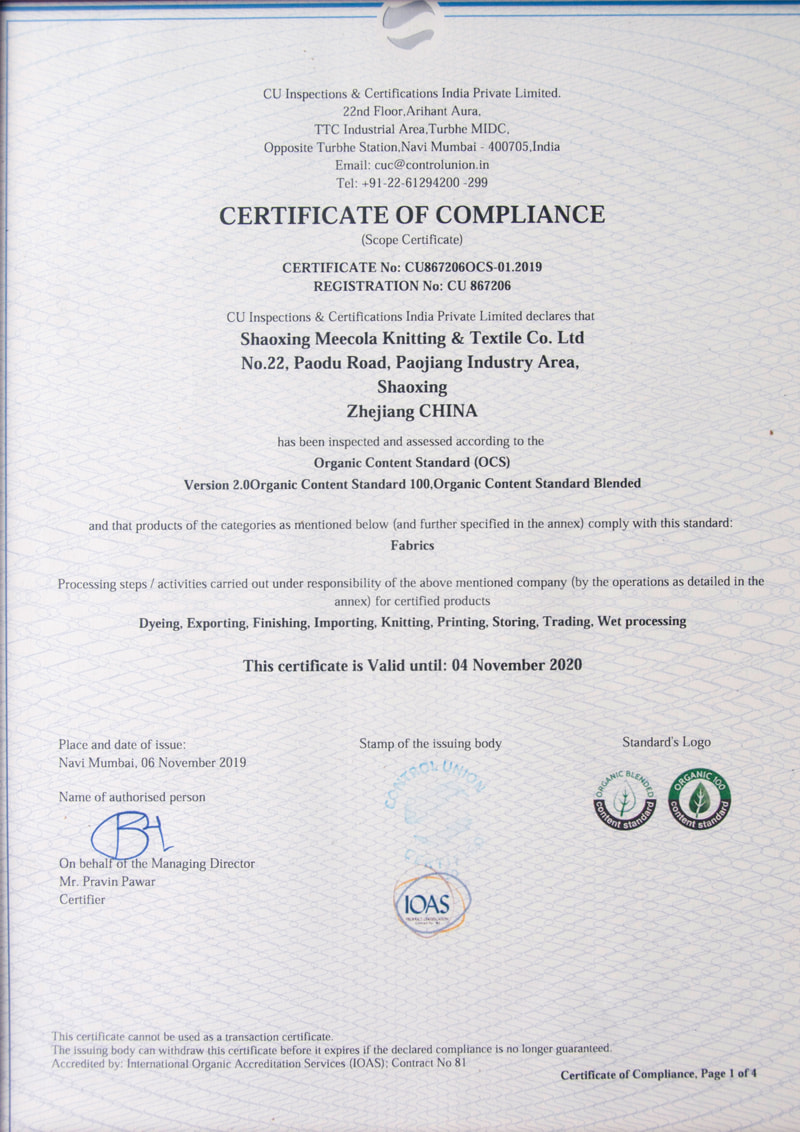 CU Inspections & Certifications India Private Limited.
22nd Floor,Arihant Aura,
TTC Industrial Area,Turbhe MIDC,
Opposite Turbhe Station,Navi Mumbai - 400705,India
Email: cuc@controlunion.in
Tel: +91-22-61294200 -299
CERTIFICATE OF COMPLIANCE
(Scope Certificate)
CERTIFICATE No: CU867206OCS-01.2019
REGISTRATION No: CU 867206
CU Inspections & Certifications India Private Limited declares that
Shaoxing Meecola Knitting & Textile Co. Ltd
No.22, Paodu Road, Paojiang Industry Area,
Shaoxing
Zhejiang CHINA
has been inspected and assessed according to the
Organic Content Standard (OCS)
Version 2.0Organic Content Standard 100,Organic Content Standard Blended
and that products of the categories as mentioned below (and further specified in the annex) comply with this standard:
Fabrics
Processing steps / activities carried out under responsibility of the above mentioned company (by the operations as detailed in the
annex) for certified products
Dyeing, Exporting, Finishing, Importing, Knitting, Printing, Storing, Trading, Wet processing
This certificate is Valid until: 04 November 2020
Place and date of issue:
Navi Mumbai, 06 November 2019
Name of authorised person
On behalf of the Managing Director
Mr. Pravin Pawar
Certifier
Stamp of the issuing body
CONTROL UNION
IOAS
Standard's Logo
ORGANIC BLENDED
content standard
ORGANIC 100
content standard
This certificate cannot be used as a transaction certificate.
The issuing body can withdraw this certificate before it expires if the declared compliance is no longer guaranteed.
Accredited by: International Organic Accreditation Services (IOAS); Contract No 81
Certificate of Compliance, Page 1 of 4